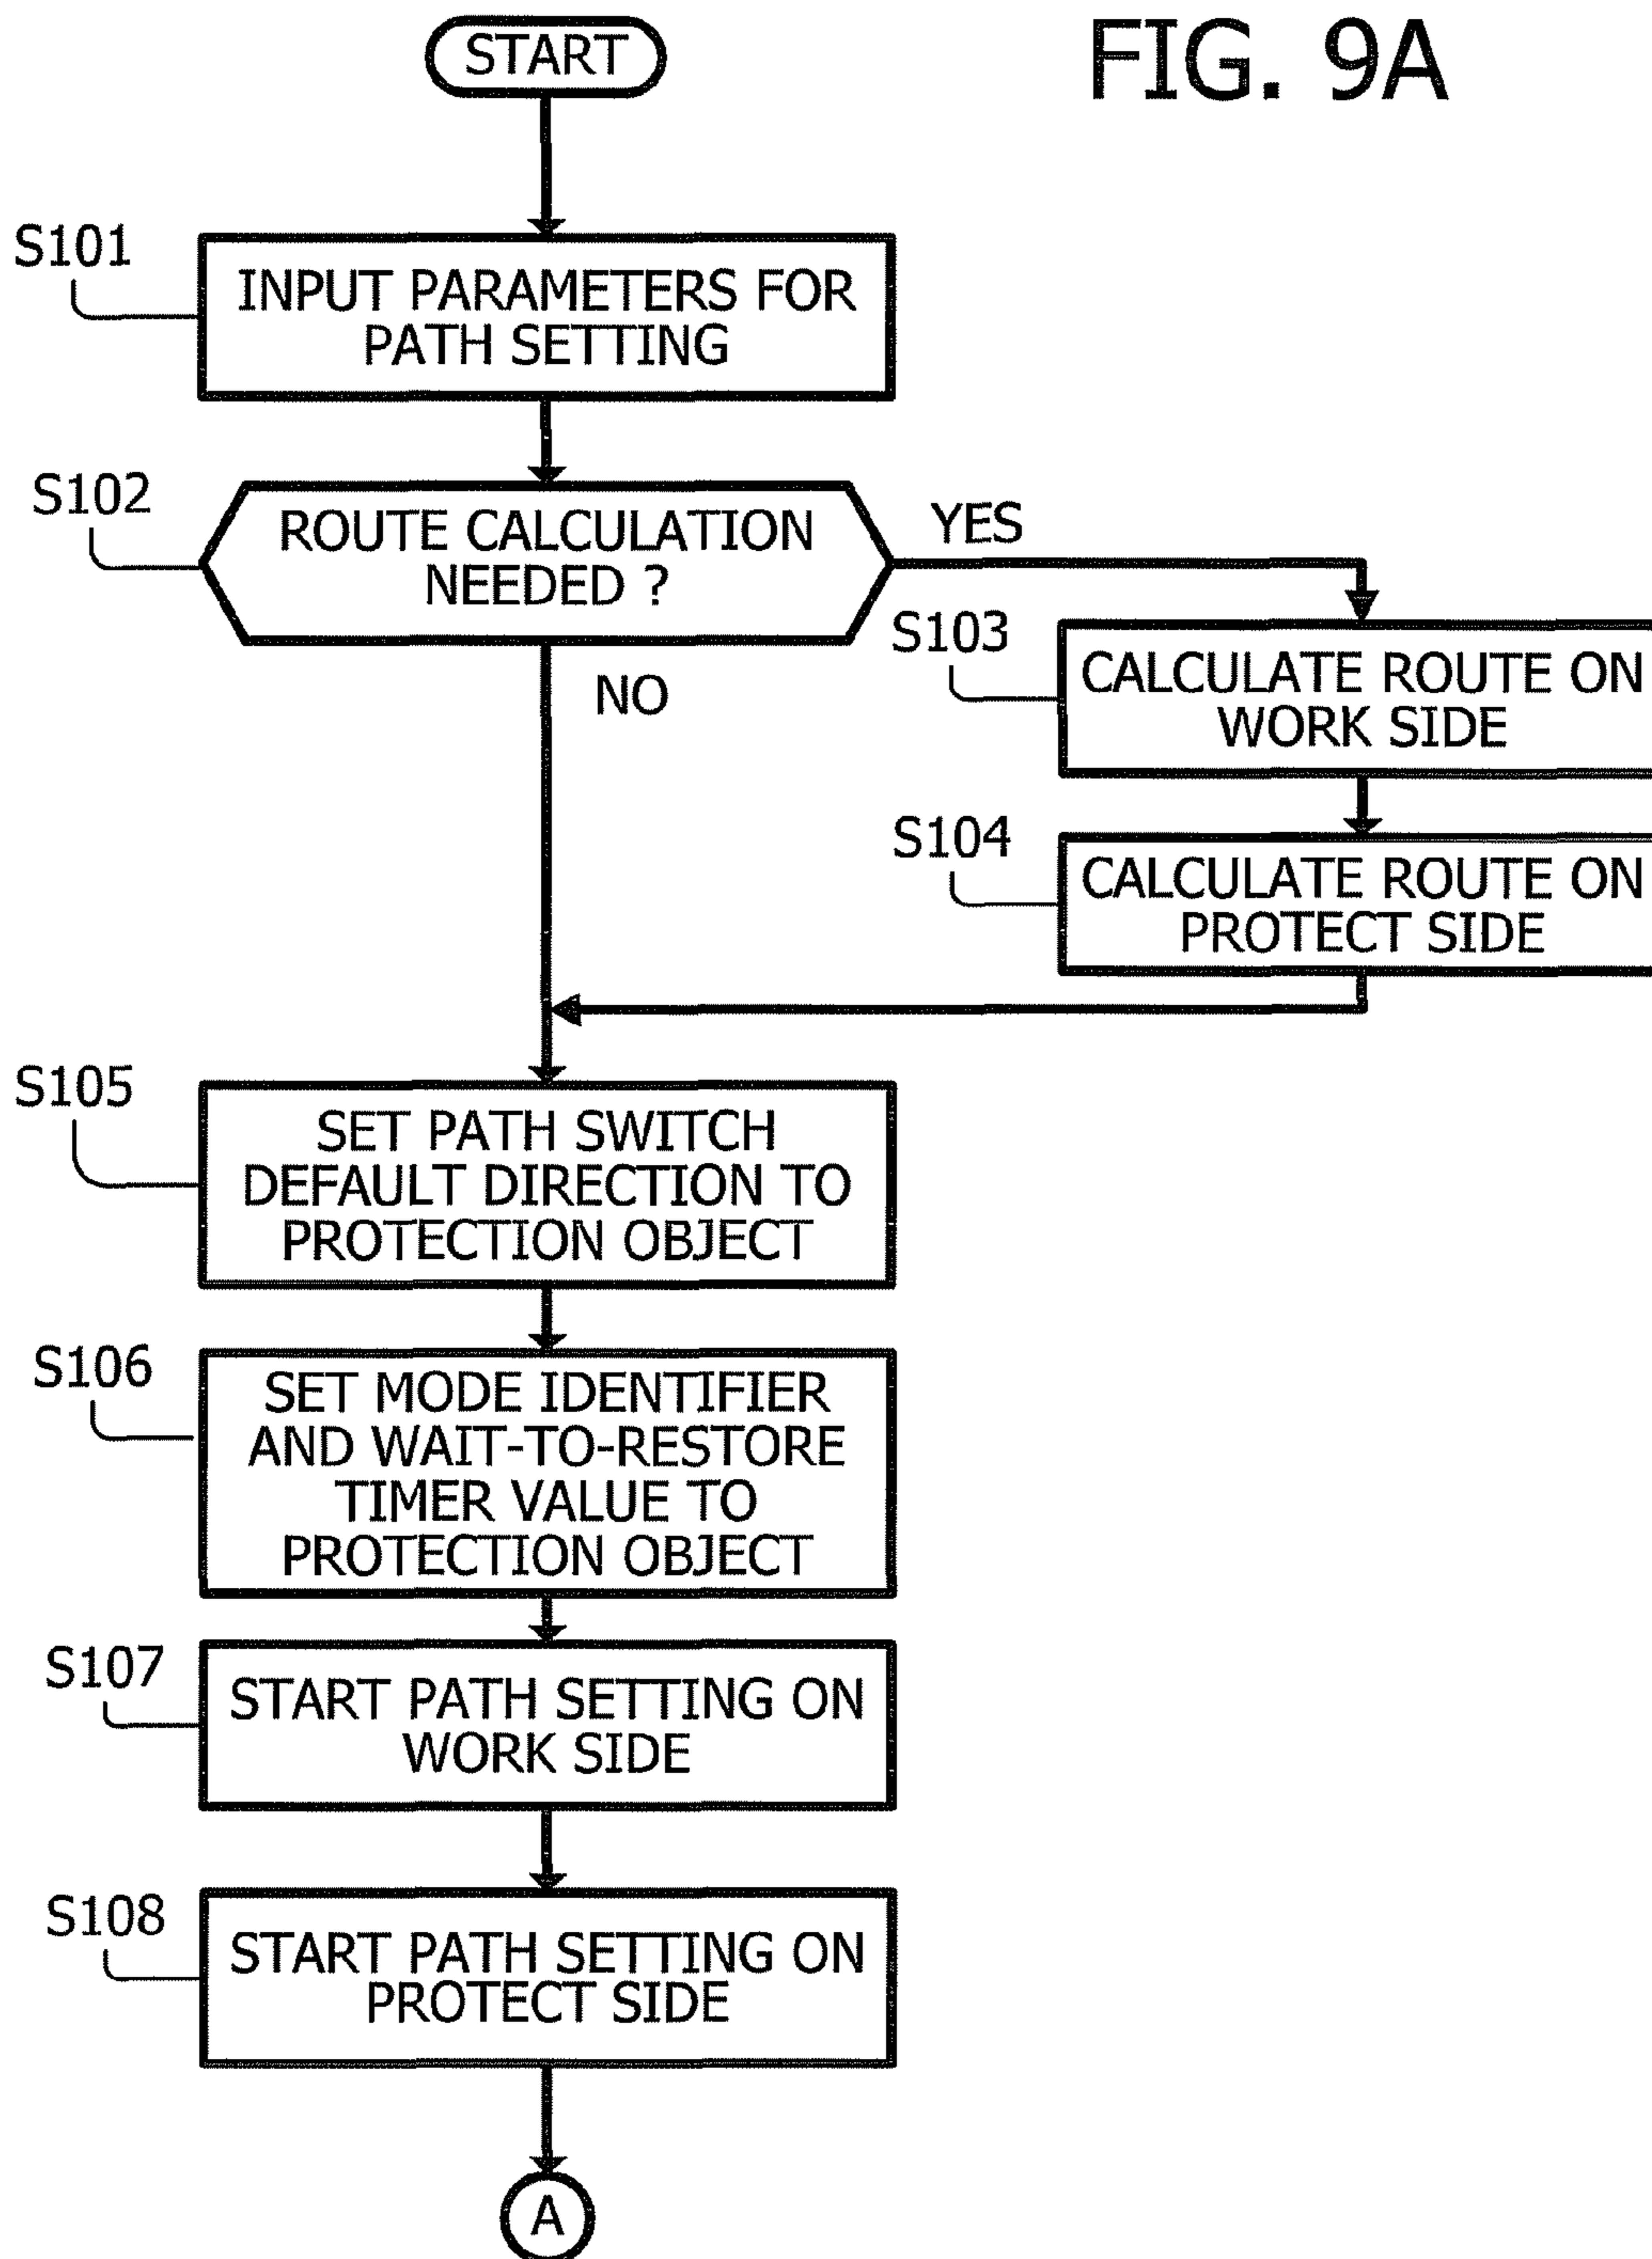 FIG. 9A
START
S101
INPUT PARAMETERS FOR
PATH SETTING
S102
ROUTE CALCULATION
NEEDED ?
YES
NO
S103
CALCULATE ROUTE ON
WORK SIDE
S104
CALCULATE ROUTE ON
PROTECT SIDE
S105
SET PATH SWITCH
DEFAULT DIRECTION TO
PROTECTION OBJECT
S106
SET MODE IDENTIFIER
AND WAIT-TO-RESTORE
TIMER VALUE TO
PROTECTION OBJECT
S107
START PATH SETTING ON
WORK SIDE
S108
START PATH SETTING ON
PROTECT SIDE
A